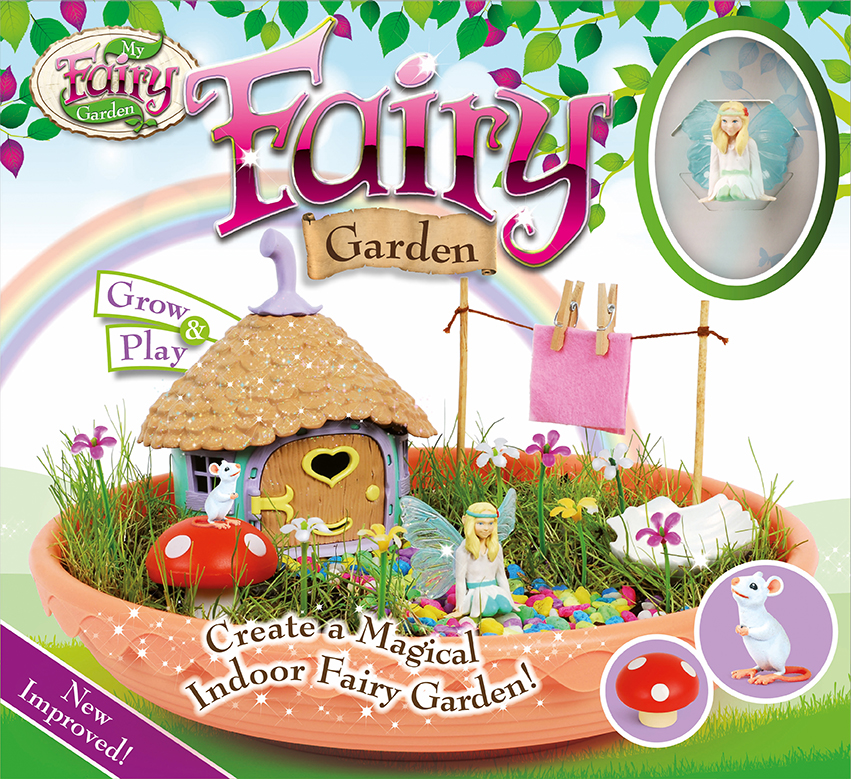 My
Fairy
Garden
Fairy
Garden
Grow
&
Play
Create a Magical
Indoor Fairy Garden!
New
Improved!